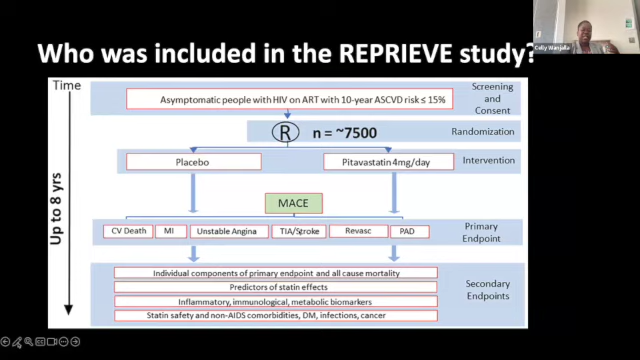 Who was included in the REPRIEVE study?
Celly Wanjalla
Time
Up to 8 yrs
Asymptomatic people with HIV on ART with 10-year ASCVD risk ≤ 15%
Screening and Consent
R n = ~7500
Randomization
Placebo
Pitavastatin 4mg/day
Intervention
MACE
CV Death
MI
Unstable Angina
TIA/Stroke
Revasc
PAD
Primary Endpoint
Individual components of primary endpoint and all cause mortality
Predictors of statin effects
Inflammatory, immunological, metabolic biomarkers
Statin safety and non-AIDS comorbidities, DM, infections, cancer
Secondary Endpoints